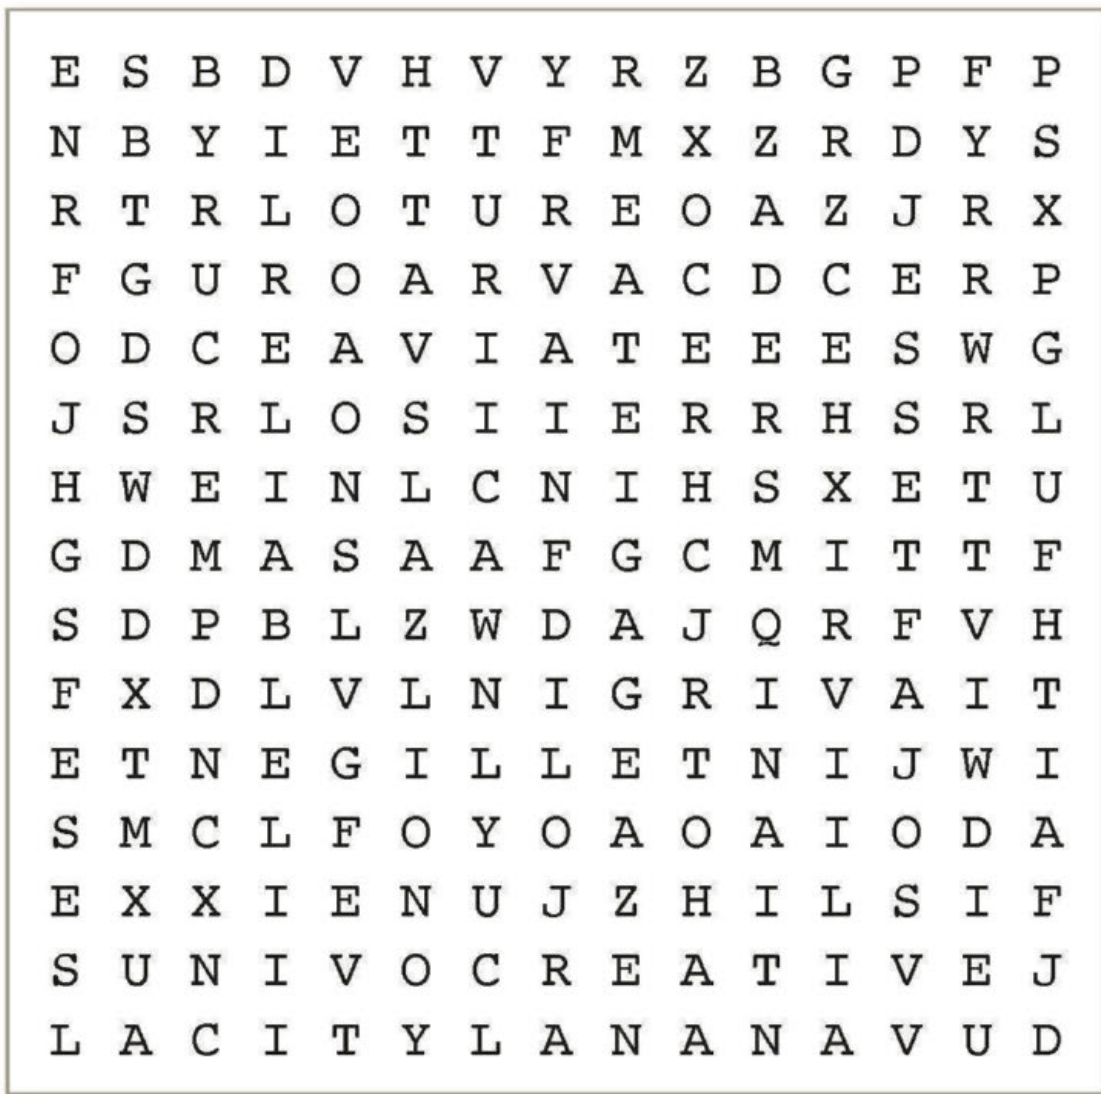 E S B D V H V Y R Z B G P F P
N B Y I E T T F M X Z R D Y S
R T R L O T U R E O A Z J R X
F G U R O A R V A C D C E R P
O D C E A V I A T E E E S W G
J S R L O S I I E R R H S R L
H W E I N L C N I H S X E T U
G D M A S A A F G C M I T T F
S D P B L Z W D A J Q R F V H
F X D L V L N I G R I V A I T
E T N E G I L L E T N I J W I
S M C L F O Y O A O A I O D A
E X X I E N U J Z H I L S I F
S U N I V O C R E A T I V E J
L A C I T Y L A N A N A V U D